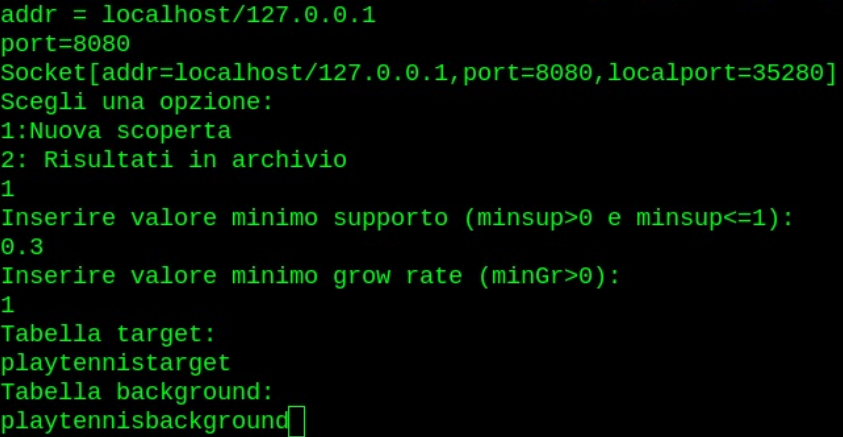 addr = localhost/127.0.0.1
port=8080
Socket[addr=localhost/127.0.0.1,port=8080,localport=35280]
Scegli una opzione:
1:Nuova scoperta
2: Risultati in archivio
1
Inserire valore minimo supporto (minsup>0 e minsup<=1):
0.3
Inserire valore minimo grow rate (minGr>0):
1
Tabella target:
playtennistarget
Tabella background:
playtennisbackground